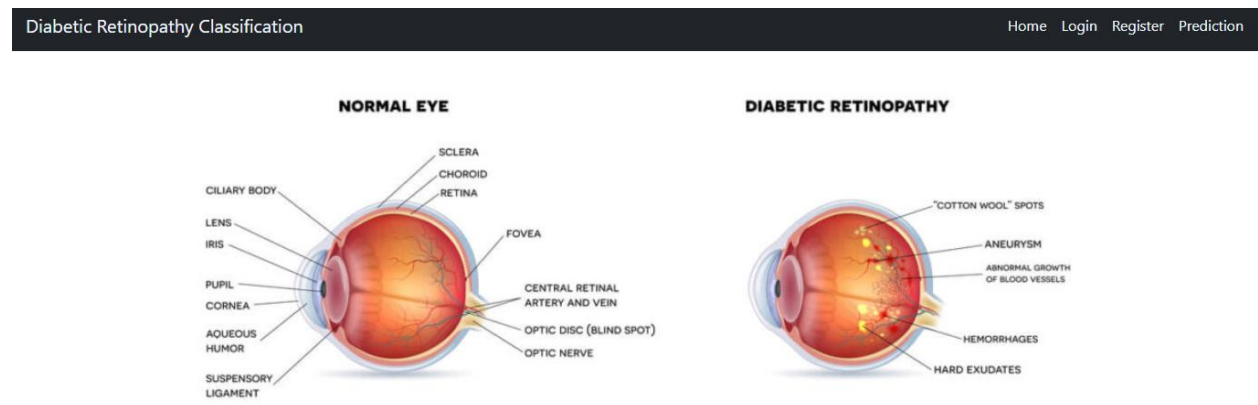 Diabetic Retinopathy Classification
Home Login Register Prediction
NORMAL EYE
SCLERA
CHOROID
RETINA
CILIARY BODY
LENS
IRIS
FOVEA
PUPIL
CORNEA
CENTRAL RETINAL
ARTERY AND VEIN
AQUEOUS
HUMOR
OPTIC DISC (BLIND SPOT)
OPTIC NERVE
SUSPENSORY
LIGAMENT
DIABETIC RETINOPATHY
"COTTON WOOL" SPOTS
ANEURYSM
ABNORMAL GROWTH
OF BLOOD VESSELS
HEMORRHAGES
HARD EXUDATES